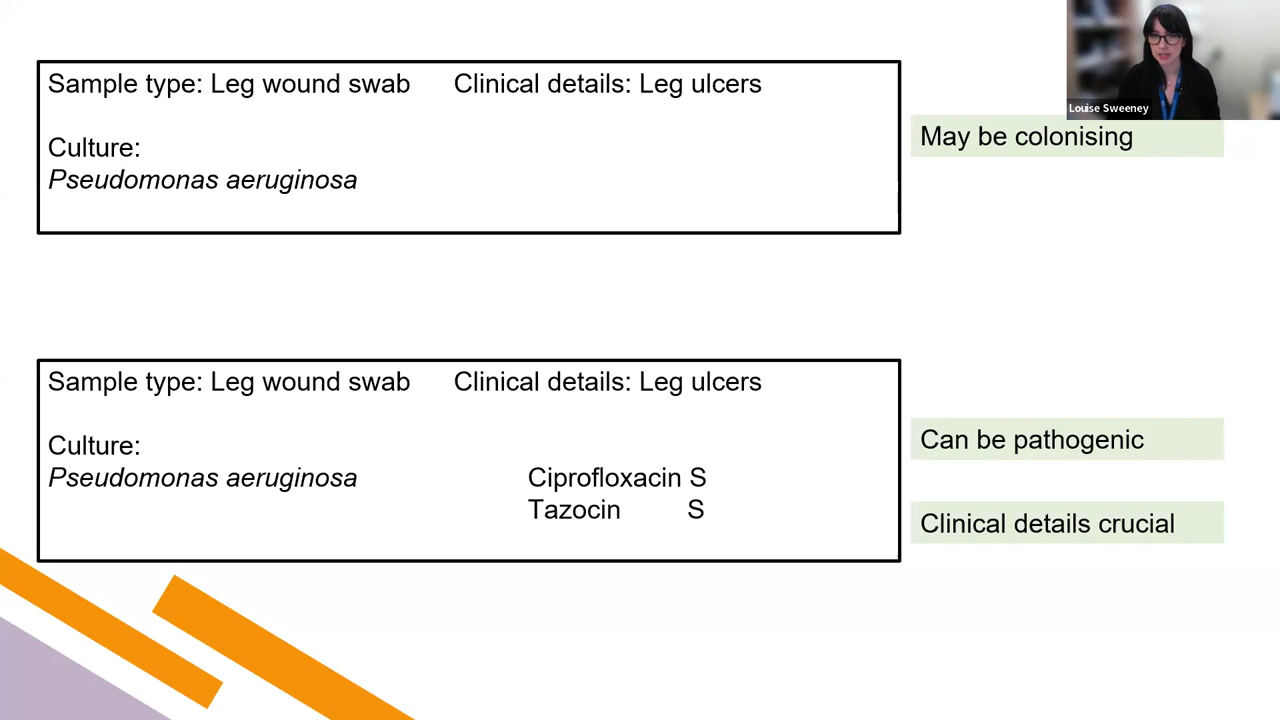 Sample type: Leg wound swab Clinical details: Leg ulcers
Culture:
Pseudomonas aeruginosa
Louise Sweeney
May be colonising
Sample type: Leg wound swab Clinical details: Leg ulcers
Culture:
Pseudomonas aeruginosa Ciprofloxacin S
Tazocin S
Can be pathogenic
Clinical details crucial